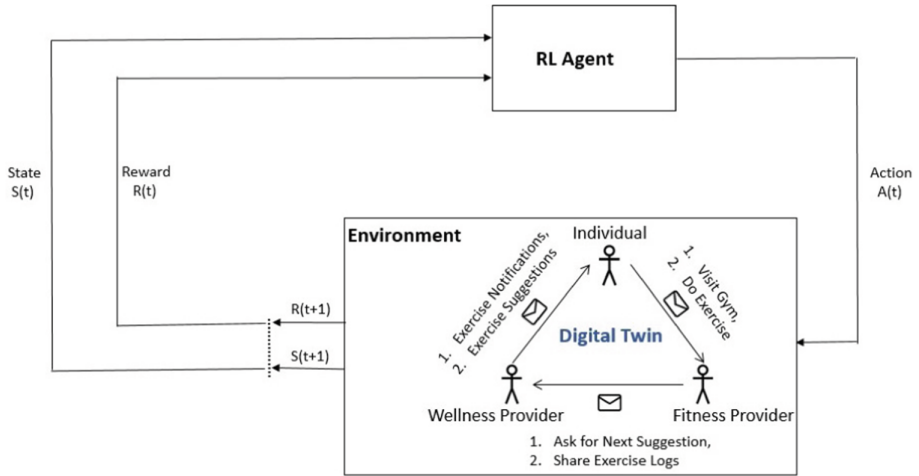 RL Agent
State
S(t)
Reward
R(t)
Action
A(t)
Environment
Individual
1. Exercise Notifications,
2. Exercise Suggestions
1. Visit Gym,
2. Do Exercise
R(t+1)
Digital Twin
S(t+1)
Wellness Provider
Fitness Provider
1. Ask for Next Suggestion,
2. Share Exercise Logs